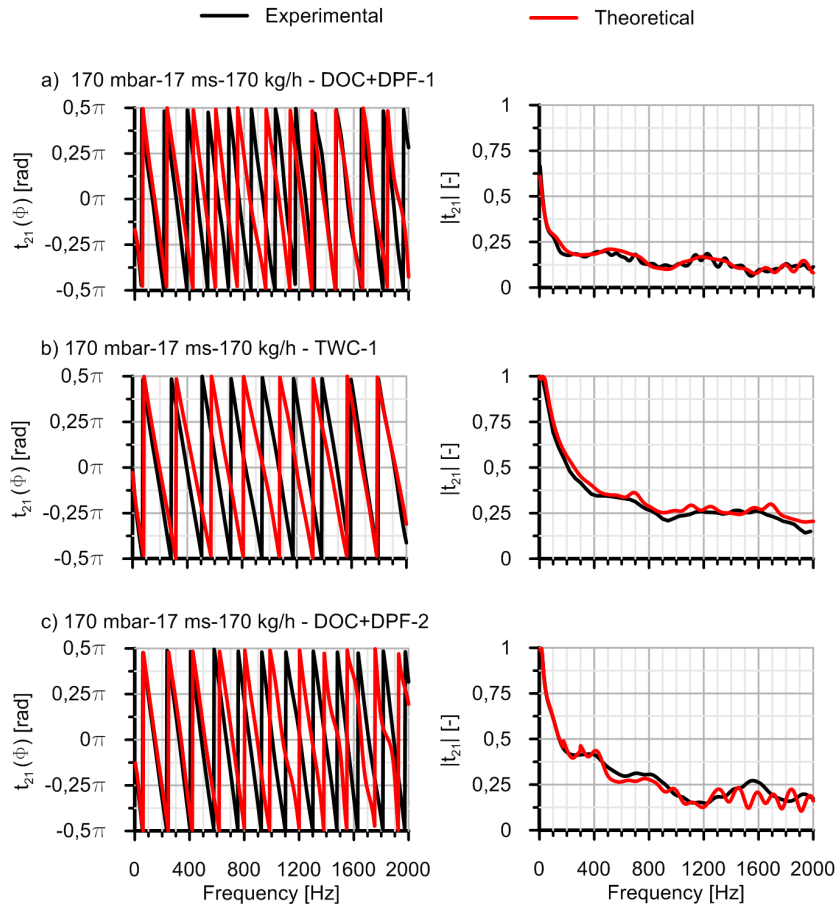 Experimental
Theoretical
a) 170 mbar-17 ms-170 kg/h - DOC+DPF-1
0,5π
0,25π
0π
-0,25π
-0,5π
t21(Φ) [rad]
1
0,75
0,5
0,25
0
|t21| [-]
b) 170 mbar-17 ms-170 kg/h - TWC-1
0,5π
0,25π
0π
-0,25π
-0,5π
t21(Φ) [rad]
1
0,75
0,5
0,25
0
|t21| [-]
c) 170 mbar-17 ms-170 kg/h - DOC+DPF-2
0,5π
0,25π
0π
-0,25π
-0,5π
t21(Φ) [rad]
0 400 800 1200 1600 2000
Frequency [Hz]
1
0,75
0,5
0,25
0
|t21| [-]
0 400 800 1200 1600 2000
Frequency [Hz]